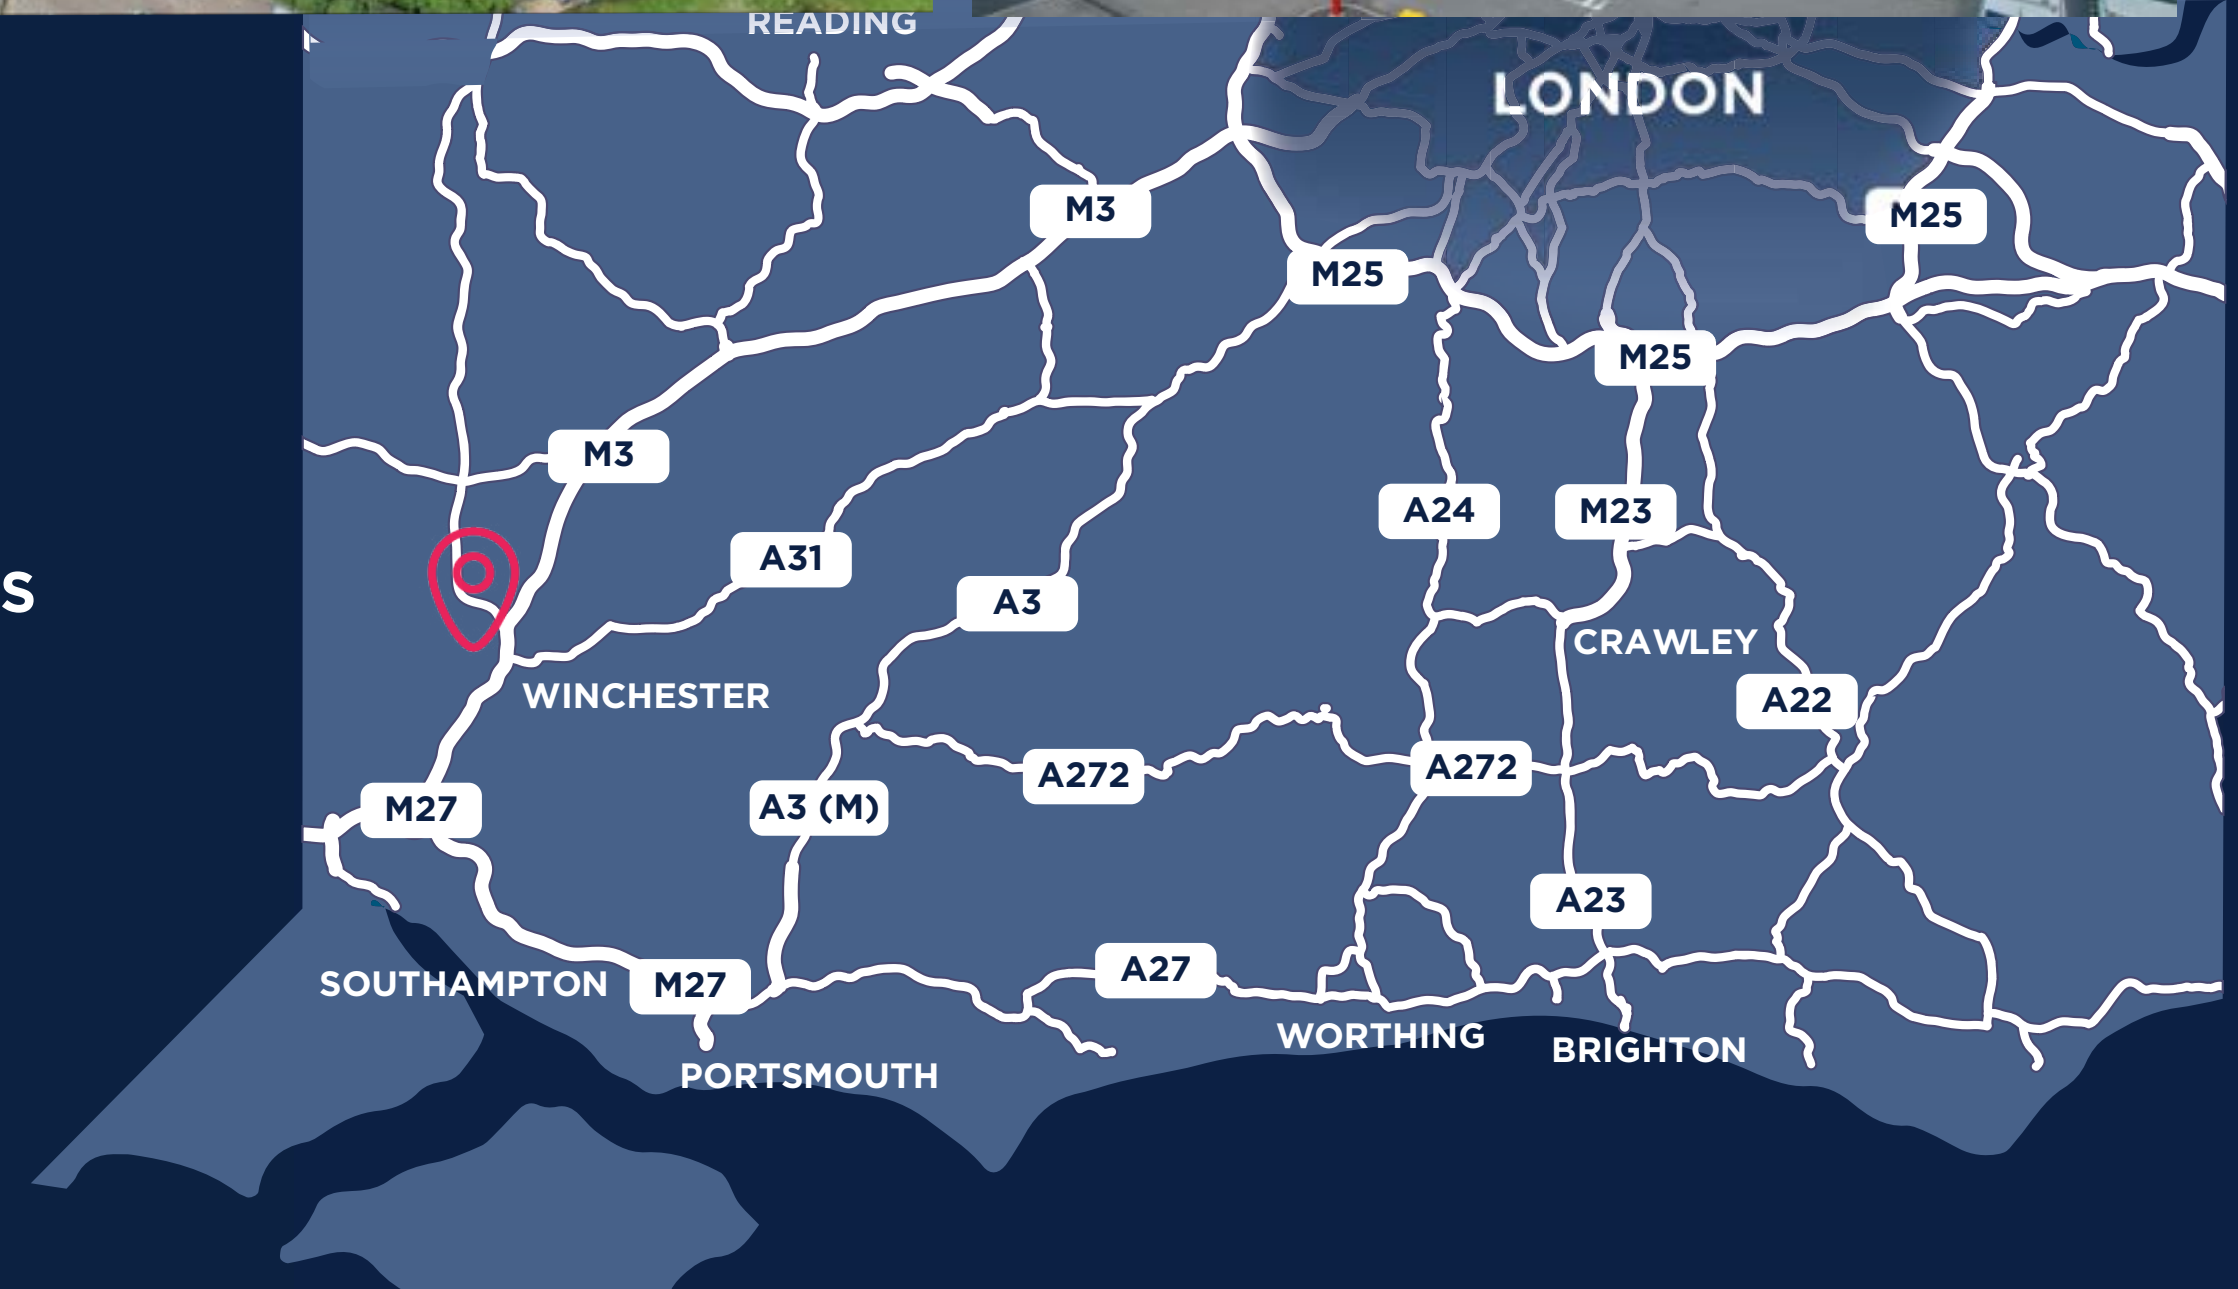 READING
LONDON
M3
M25
M25
M25
M3
A24
M23
A31
S
A3
CRAWLEY
WINCHESTER
A22
A272
A272
M27
A3 (M)
A23
A27
SOUTHAMPTON
M27
WORTHING
BRIGHTON
PORTSMOUTH